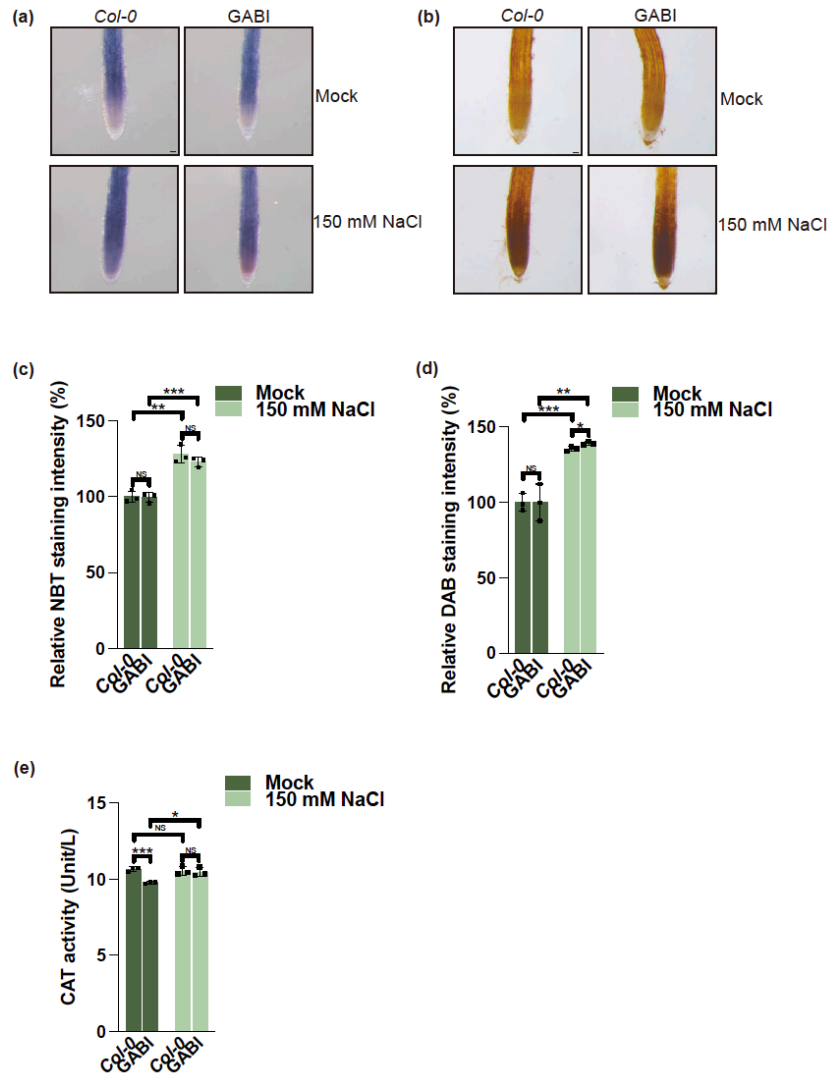 (a)
Col-0
GABI
Mock
150 mM NaCl
(b)
Col-0
GABI
Mock
150 mM NaCl
(c)
Mock
150 mM NaCl
Relative NBT staining intensity (%)
150
100
50
0
***
**
NS
NS
Col-0
GABI
Col-0
GABI
(d)
Mock
150 mM NaCl
Relative DAB staining intensity (%)
150
100
50
0
**
***
*
NS
Col-0
GABI
Col-0
GABI
(e)
Mock
150 mM NaCl
CAT activity (Unit/L)
15
10
5
0
*
NS
***
NS
Col-0
GABI
Col-0
GABI